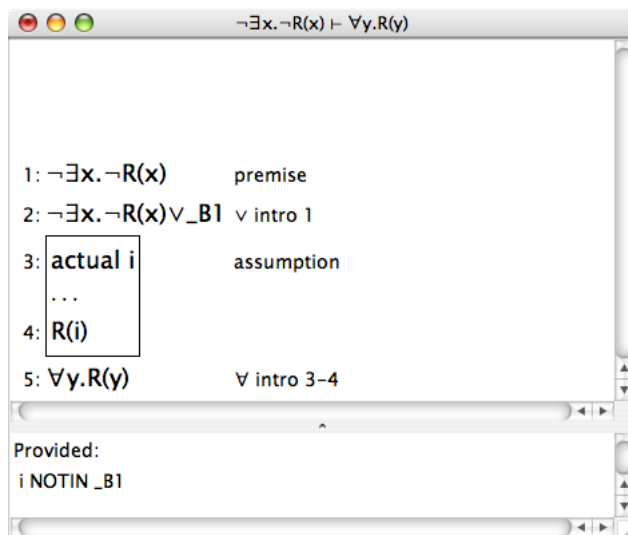 ¬∃x.¬R(x) ⊢ ∀y.R(y)
1: ¬∃x.¬R(x) premise
2: ¬∃x.¬R(x)∨_B1 ∨ intro 1
3: actual i assumption
...
4: R(i)
5: ∀y.R(y) ∀ intro 3-4
Provided:
i NOTIN _B1